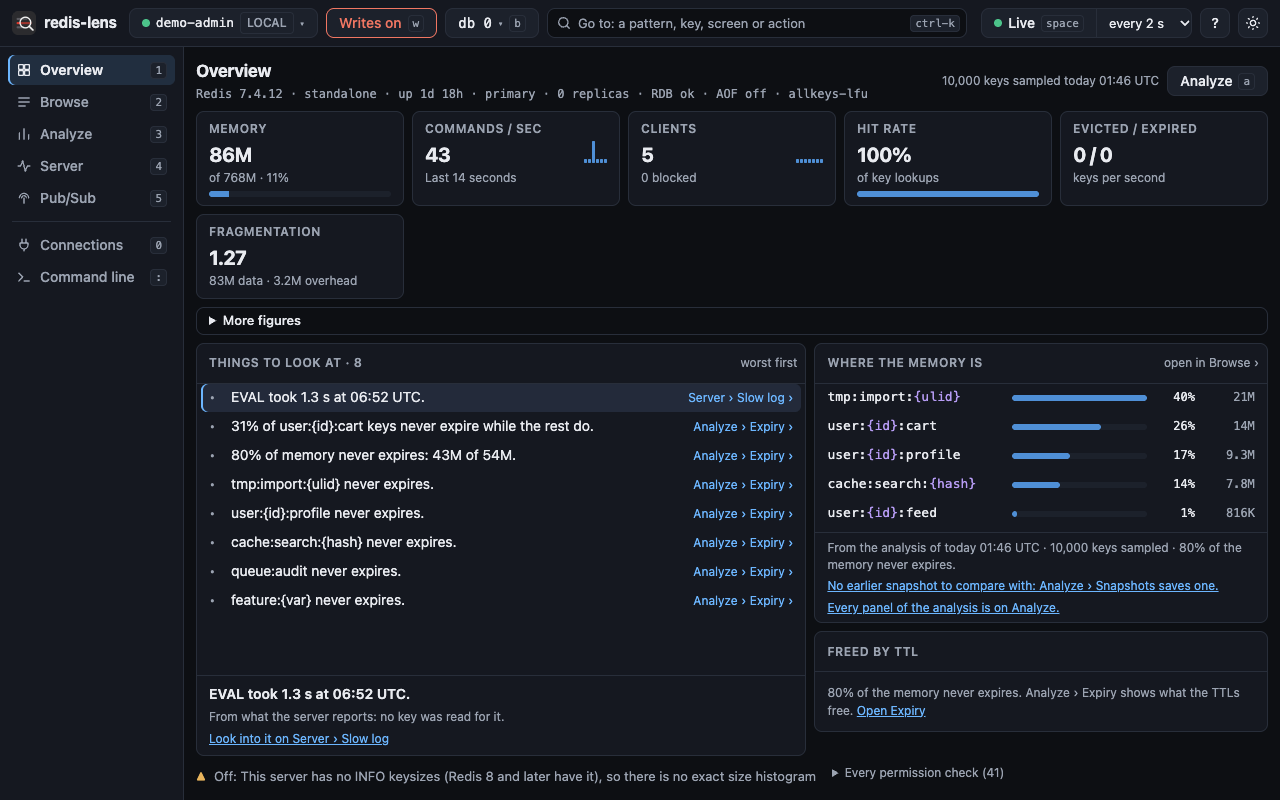 redis-lens demo-admin LOCAL ▾ Writes on w db 0 ▾ b Go to: a pattern, key, screen or action ctrl-k Live space every 2 s ?
Overview 1
Browse 2
Analyze 3
Server 4
Pub/Sub 5
Connections 0
Command line :
Overview
Redis 7.4.12 · standalone · up 1d 18h · primary · 0 replicas · RDB ok · AOF off · allkeys-lfu
10,000 keys sampled today 01:46 UTC Analyze a
MEMORY
86M
of 768M · 11%
COMMANDS / SEC
43
Last 14 seconds
CLIENTS
5
0 blocked
HIT RATE
100%
of key lookups
EVICTED / EXPIRED
0 / 0
keys per second
FRAGMENTATION
1.27
83M data · 3.2M overhead
▶ More figures
THINGS TO LOOK AT · 8 worst first
• EVAL took 1.3 s at 06:52 UTC. Server › Slow log ›
• 31% of user:{id}:cart keys never expire while the rest do. Analyze › Expiry ›
• 80% of memory never expires: 43M of 54M. Analyze › Expiry ›
• tmp:import:{ulid} never expires. Analyze › Expiry ›
• user:{id}:profile never expires. Analyze › Expiry ›
• cache:search:{hash} never expires. Analyze › Expiry ›
• queue:audit never expires. Analyze › Expiry ›
• feature:{var} never expires. Analyze › Expiry ›
EVAL took 1.3 s at 06:52 UTC.
From what the server reports: no key was read for it.
Look into it on Server › Slow log
WHERE THE MEMORY IS open in Browse ›
tmp:import:{ulid} 40% 21M
user:{id}:cart 26% 14M
user:{id}:profile 17% 9.3M
cache:search:{hash} 14% 7.8M
user:{id}:feed 1% 816K
From the analysis of today 01:46 UTC · 10,000 keys sampled · 80% of the
memory never expires.
No earlier snapshot to compare with: Analyze › Snapshots saves one.
Every panel of the analysis is on Analyze.
FREED BY TTL
80% of the memory never expires. Analyze › Expiry shows what the TTLs
free. Open Expiry
Off: This server has no INFO keysizes (Redis 8 and later have it), so there is no exact size histogram
▶ Every permission check (41)